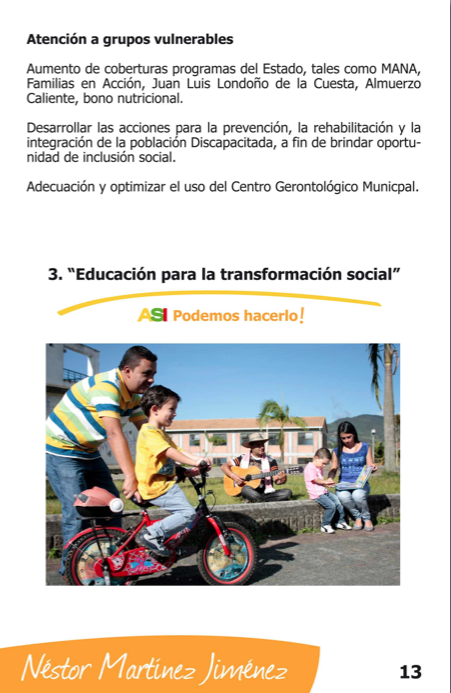 Atención a grupos vulnerables
Aumento de coberturas programas del Estado, tales como MANA,
Familias en Acción, Juan Luis Londoño de la Cuesta, Almuerzo
Caliente, bono nutricional.
Desarrollar las acciones para la prevención, la rehabilitación y la
integración de la población Discapacitada, a fin de brindar oportu-
nidad de inclusión social.
Adecuación y optimizar el uso del Centro Gerontológico Municpal.
3. “Educación para la transformación social”
ASI Podemos hacerlo!
Néstor Martínez Jiménez
13